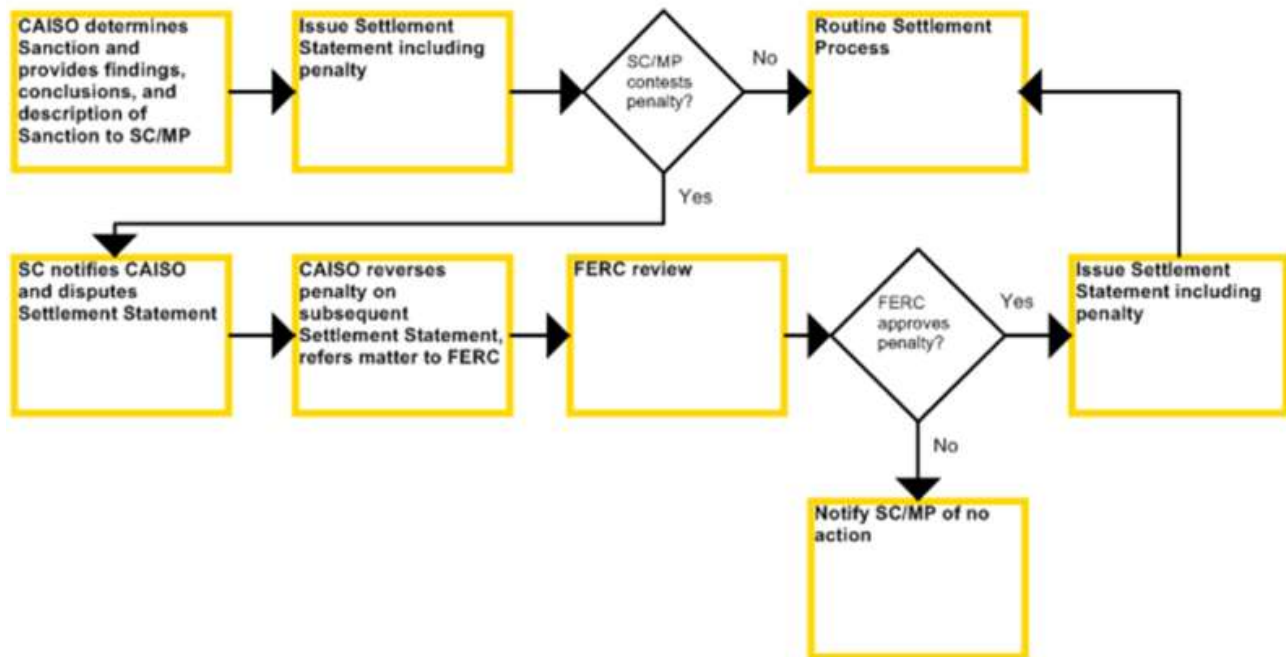 CAISO determines
Sanction and
provides findings,
conclusions, and
description of
Sanction to SC/MP
Issue Settlement
Statement including
penalty
SC/MP
contests
penalty?
No
Routine Settlement
Process
Yes
SC notifies CAISO
and disputes
Settlement Statement
CAISO reverses
penalty on
subsequent
Settlement Statement,
refers matter to FERC
FERC review
FERC
approves
penalty?
Yes
Issue Settlement
Statement including
penalty
No
Notify SC/MP of no
action